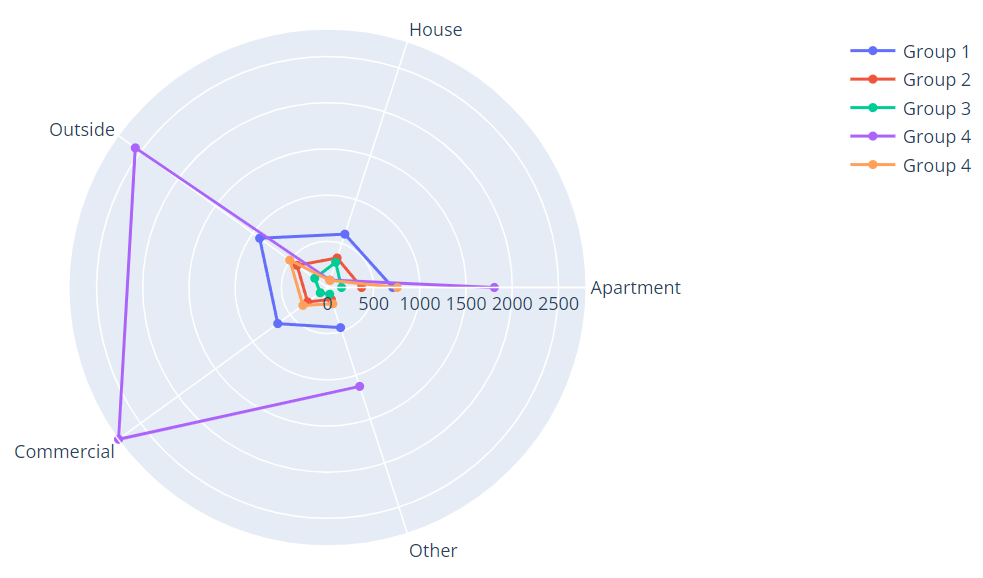 House
Outside
Apartment
0 500 1000 1500 2000 2500
Commercial
Other
Group 1
Group 2
Group 3
Group 4
Group 4